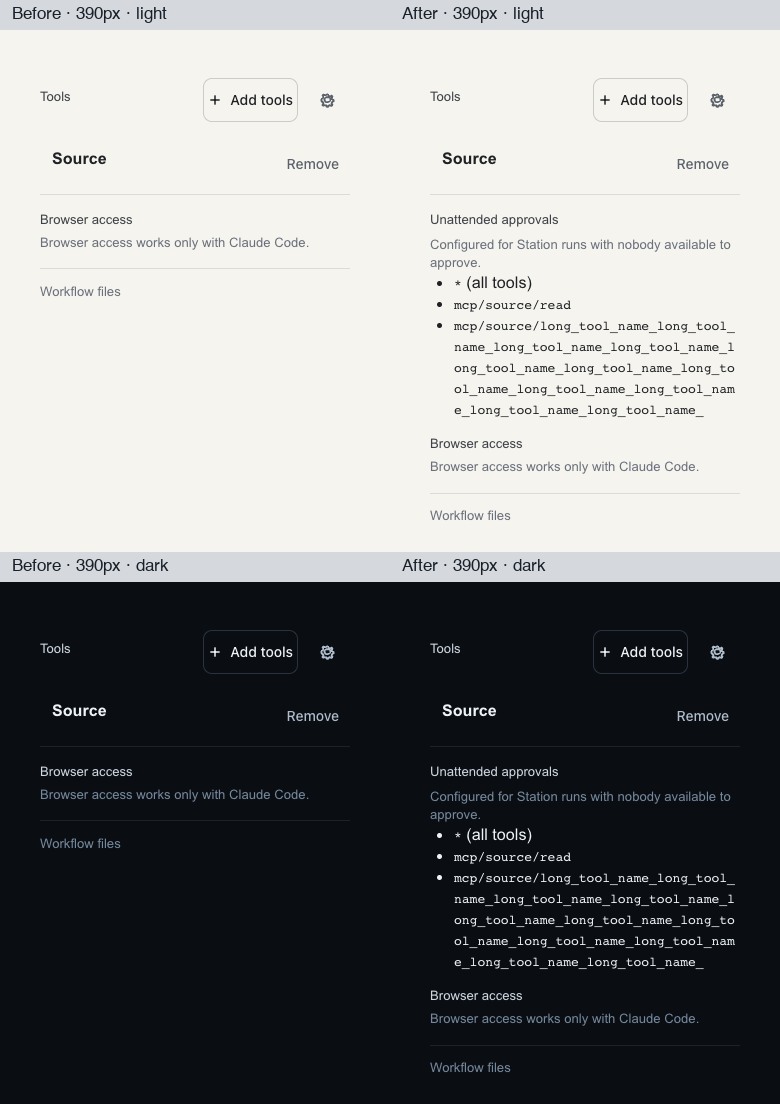 Before · 390px · light
Tools
+ Add tools
Source
Remove
Browser access
Browser access works only with Claude Code.
Workflow files
After · 390px · light
Tools
+ Add tools
Source
Remove
Unattended approvals
Configured for Station runs with nobody available to
approve.
• * (all tools)
• mcp/source/read
• mcp/source/long_tool_name_long_tool_
name_long_tool_name_long_tool_name_l
ong_tool_name_long_tool_name_long_to
ol_name_long_tool_name_long_tool_nam
e_long_tool_name_long_tool_name_
Browser access
Browser access works only with Claude Code.
Workflow files
Before · 390px · dark
Tools
+ Add tools
Source
Remove
Browser access
Browser access works only with Claude Code.
Workflow files
After · 390px · dark
Tools
+ Add tools
Source
Remove
Unattended approvals
Configured for Station runs with nobody available to
approve.
• * (all tools)
• mcp/source/read
• mcp/source/long_tool_name_long_tool_
name_long_tool_name_long_tool_name_l
ong_tool_name_long_tool_name_long_to
ol_name_long_tool_name_long_tool_nam
e_long_tool_name_long_tool_name_
Browser access
Browser access works only with Claude Code.
Workflow files